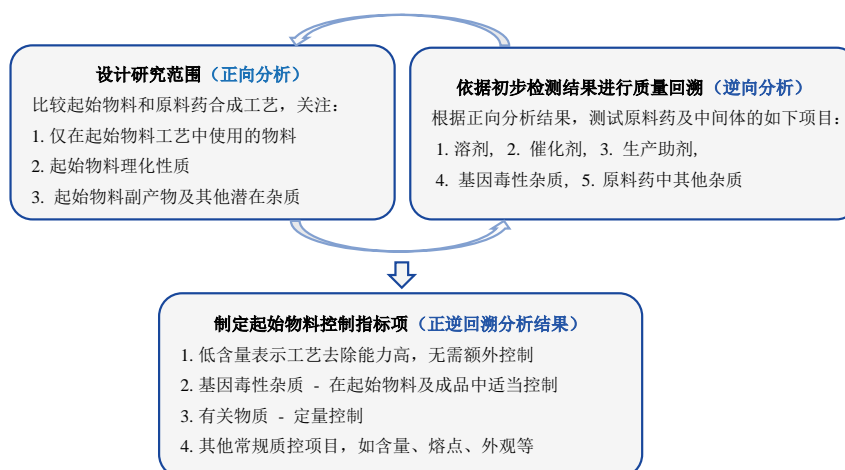 设计研究范围（正向分析）
比较起始物料和原料药合成工艺，关注：
1. 仅在起始物料工艺中使用的物料
2. 起始物料理化性质
3. 起始物料副产物及其他潜在杂质
依据初步检测结果进行质量回溯（逆向分析）
根据正向分析结果，测试原料药及中间体的如下项目：
1. 溶剂, 2. 催化剂, 3. 生产助剂,
4. 基因毒性杂质, 5. 原料药中其他杂质
制定起始物料控制指标项（正逆回溯分析结果）
1. 低含量表示工艺去除能力高，无需额外控制
2. 基因毒性杂质 - 在起始物料及成品中适当控制
3. 有关物质 - 定量控制
4. 其他常规质控项目，如含量、熔点、外观等